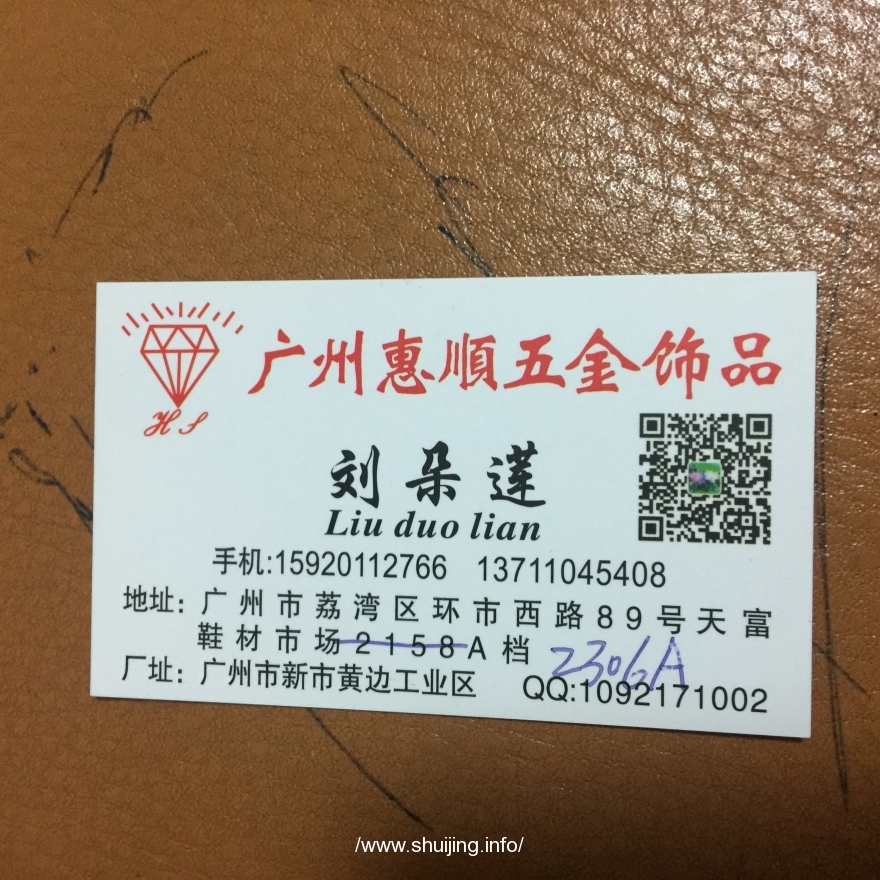 广州惠順五金饰品
H S
刘朵莲
Liu duo lian
手机:15920112766 13711045408
地址：广州市荔湾区环市西路89号天富
鞋材市场2158A档 2306A
厂址：广州市新市黄边工业区 QQ:1092171002
/www.shuijing.info/